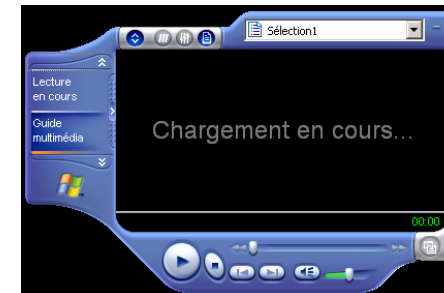 Sélection1
Lecture
en cours
Guide
multimédia
Chargement en cours...
00:00